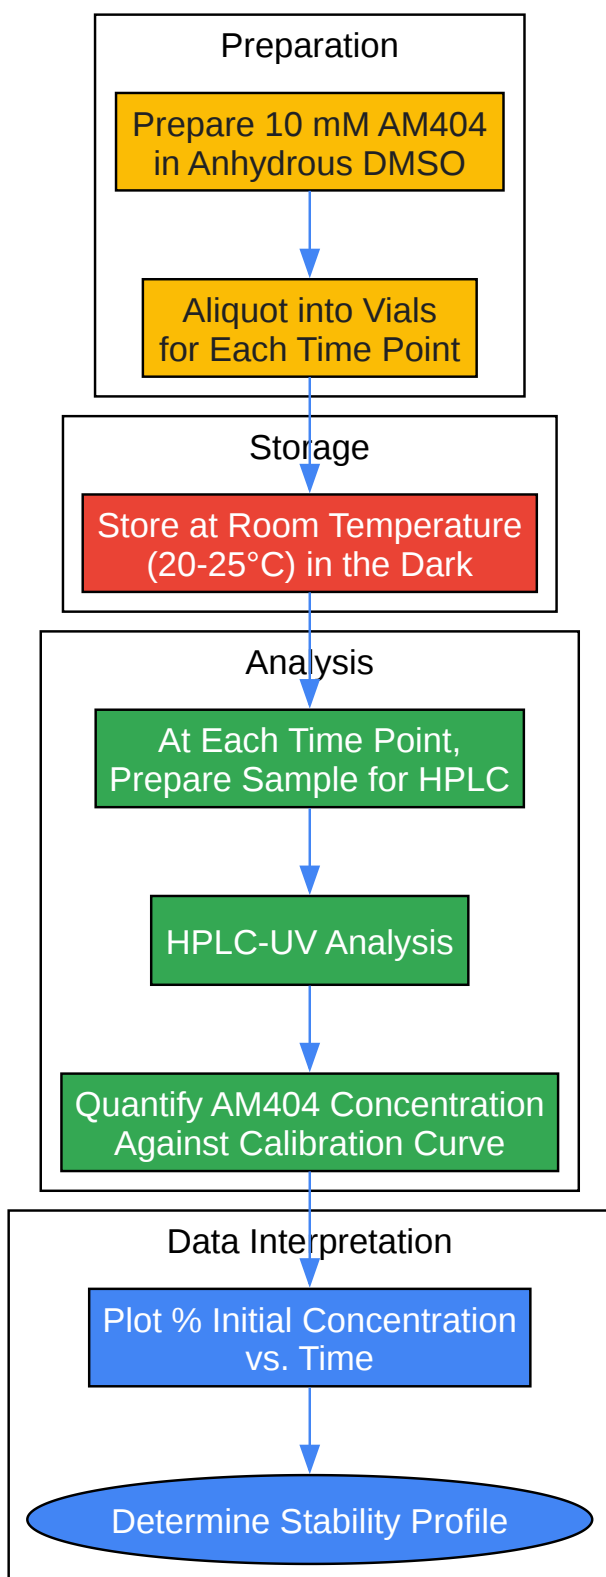 Preparation
Prepare 10 mM AM404
in Anhydrous DMSO
Aliquot into Vials
for Each Time Point
Storage
Store at Room Temperature
(20-25°C) in the Dark
Analysis
At Each Time Point,
Prepare Sample for HPLC
HPLC-UV Analysis
Quantify AM404 Concentration
Against Calibration Curve
Data Interpretation
Plot % Initial Concentration
vs. Time
Determine Stability Profile